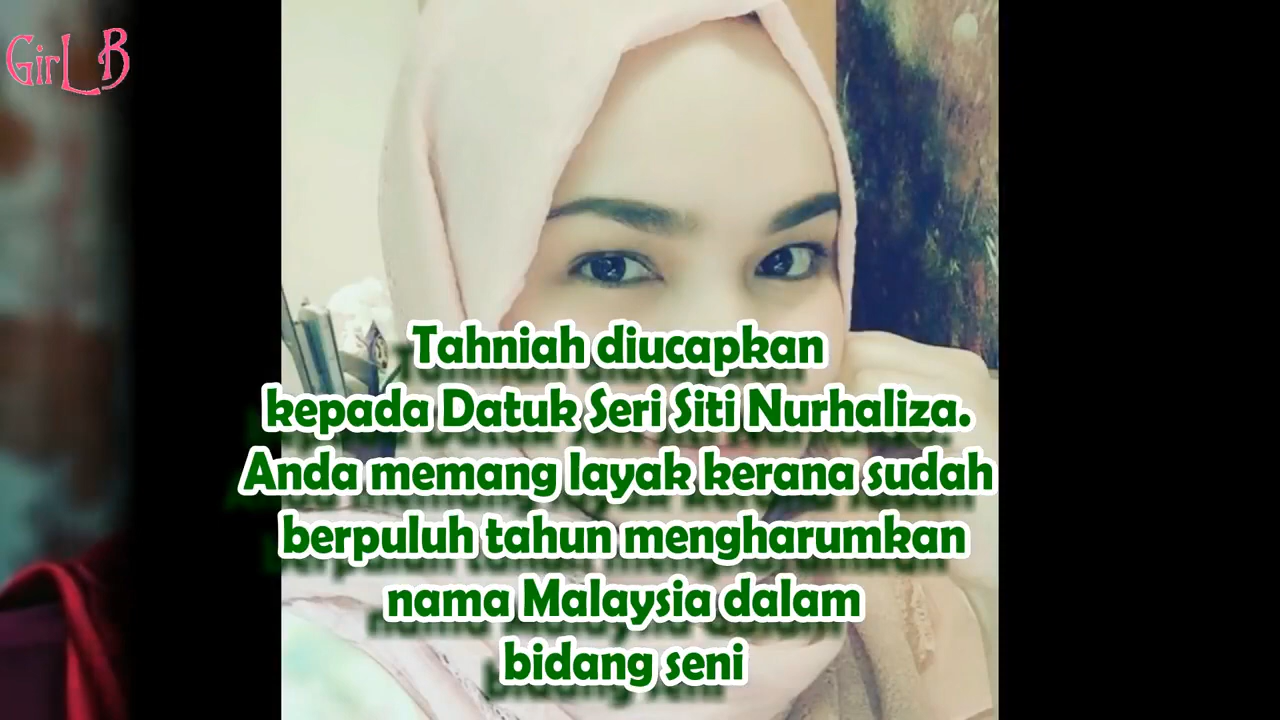 GirL B
Tahniah diucapkan
kepada Datuk Seri Siti Nurhaliza.
Anda memang layak kerana sudah
berpuluh tahun mengharumkan
nama Malaysia dalam
bidang seni